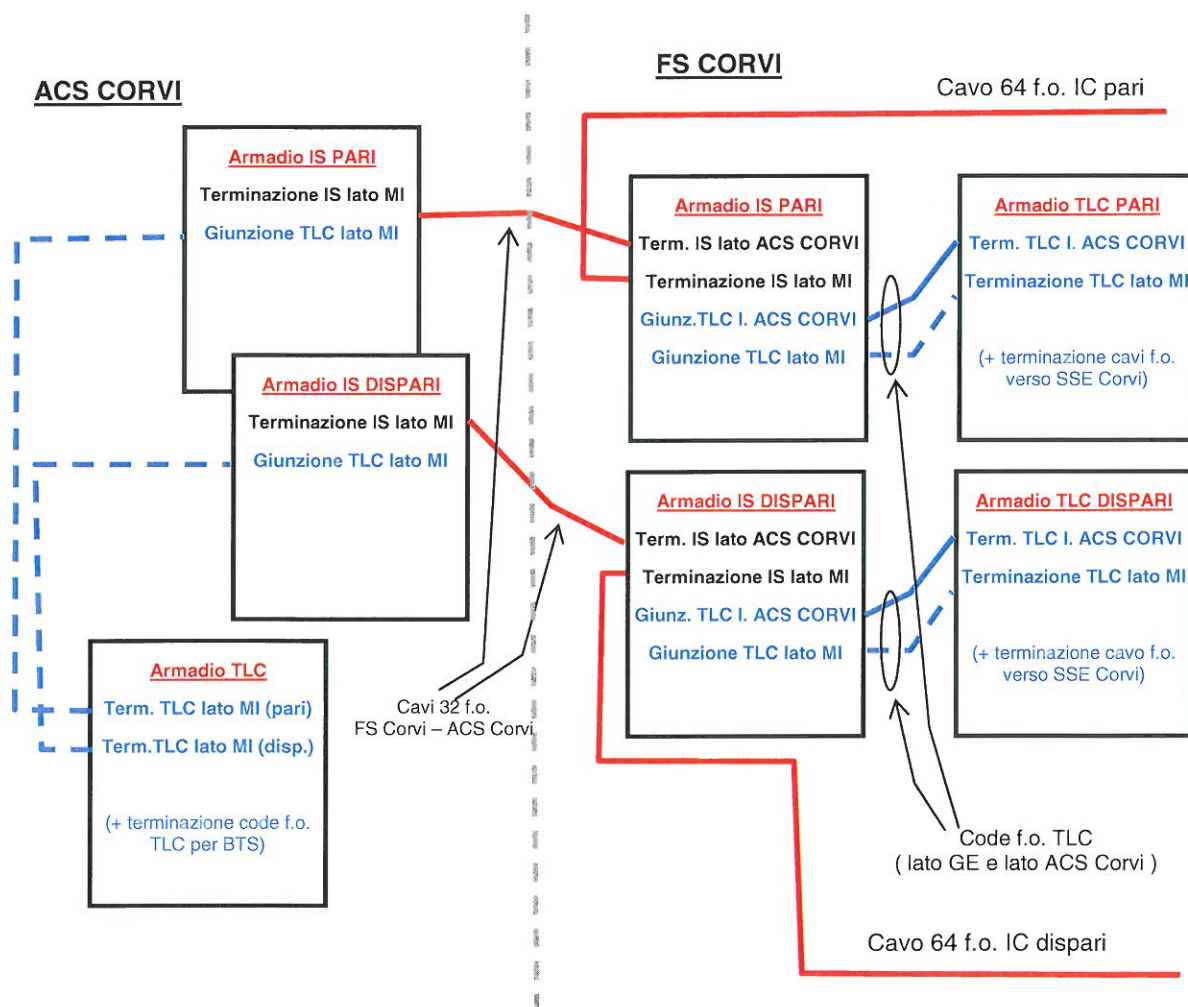 ACS CORVI
FS CORVI
Cavo 64 f.o. IC pari
Armadio IS PARI
Terminazione IS lato MI
Giunzione TLC lato MI
Armadio IS DISPARI
Terminazione IS lato MI
Giunzione TLC lato MI
Armadio TLC
Term. TLC lato MI (pari)
Term.TLC lato MI (disp.)
(+ terminazione code f.o.
TLC per BTS)
Cavi 32 f.o.
FS Corvi – ACS Corvi
Armadio IS PARI
Term. IS lato ACS CORVI
Terminazione IS lato MI
Giunz.TLC l. ACS CORVI
Giunzione TLC lato MI
Armadio TLC PARI
Term. TLC l. ACS CORVI
Terminazione TLC lato MI
(+ terminazione cavi f.o.
verso SSE Corvi)
Armadio IS DISPARI
Term. IS lato ACS CORVI
Terminazione IS lato MI
Giunz. TLC l. ACS CORVI
Giunzione TLC lato MI
Armadio TLC DISPARI
Term. TLC l. ACS CORVI
Terminazione TLC lato MI
(+ terminazione cavo f.o.
verso SSE Corvi)
Code f.o. TLC
( lato GE e lato ACS Corvi )
Cavo 64 f.o. IC dispari